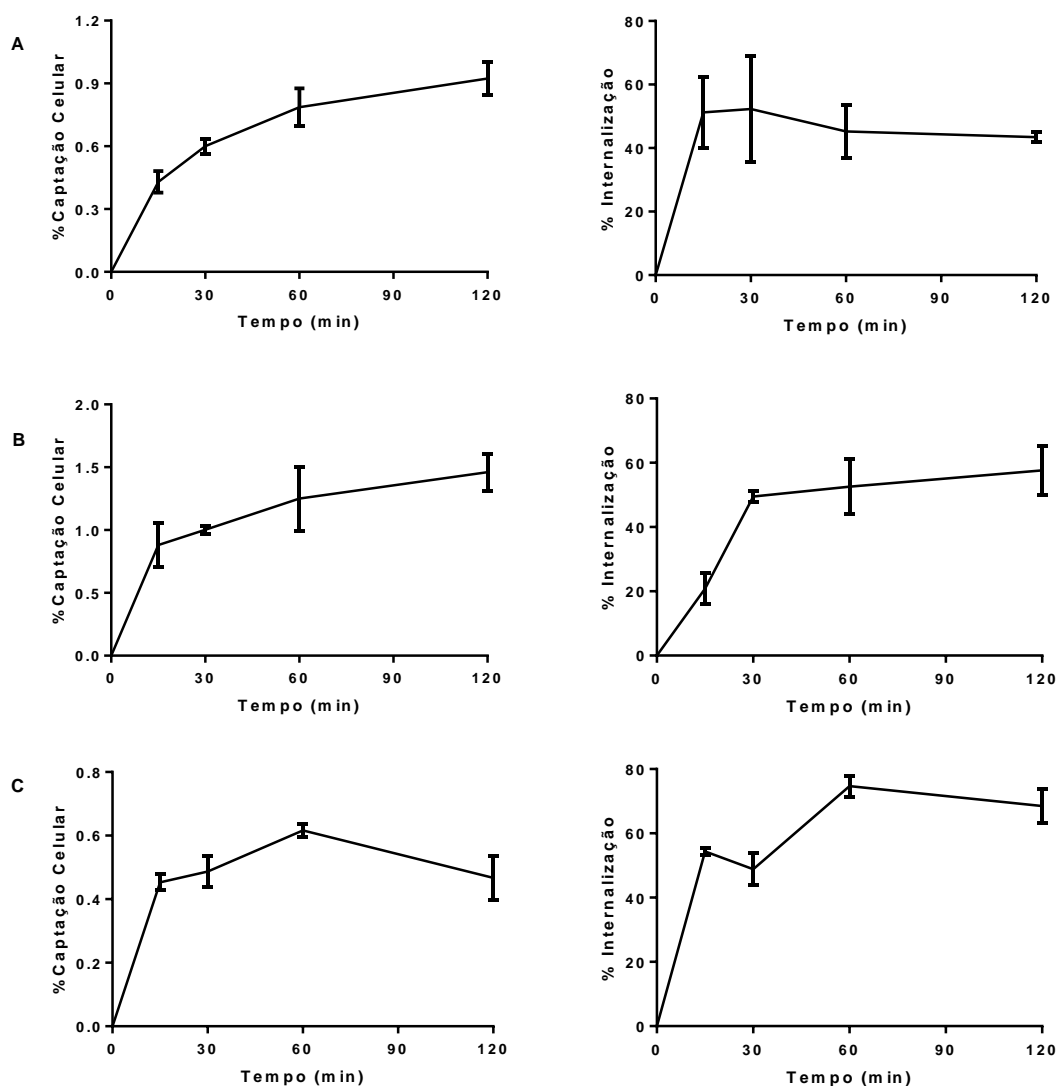 A
%Captação Celular
1.2
0.9
0.6
0.3
0.0
0 30 60 90 120
Tempo (min)
% Internalização
80
60
40
20
0
0 30 60 90 120
Tempo (min)
B
%Captação Celular
2.0
1.5
1.0
0.5
0.0
0 30 60 90 120
Tempo (min)
% Internalização
80
60
40
20
0
0 30 60 90 120
Tempo (min)
C
%Captação Celular
0.8
0.6
0.4
0.2
0.0
0 30 60 90 120
Tempo (min)
% Internalização
80
60
40
20
0
0 30 60 90 120
Tempo (min)